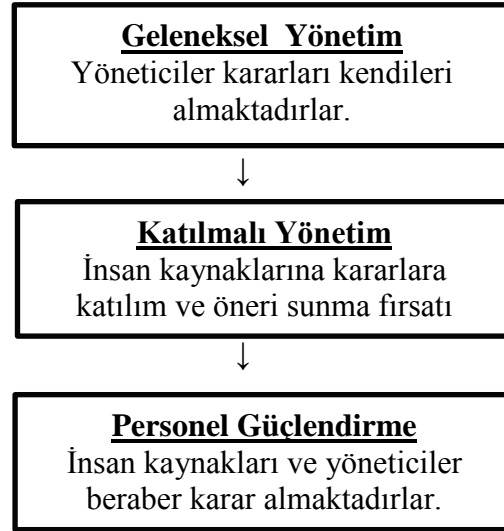 Geleneksel Yönetim
Yöneticiler kararları kendileri
almaktadırlar.
↓
Katılmalı Yönetim
İnsan kaynaklarına kararlara
katılım ve öneri sunma fırsatı
↓
Personel Güçlendirme
İnsan kaynakları ve yöneticiler
beraber karar almaktadırlar.